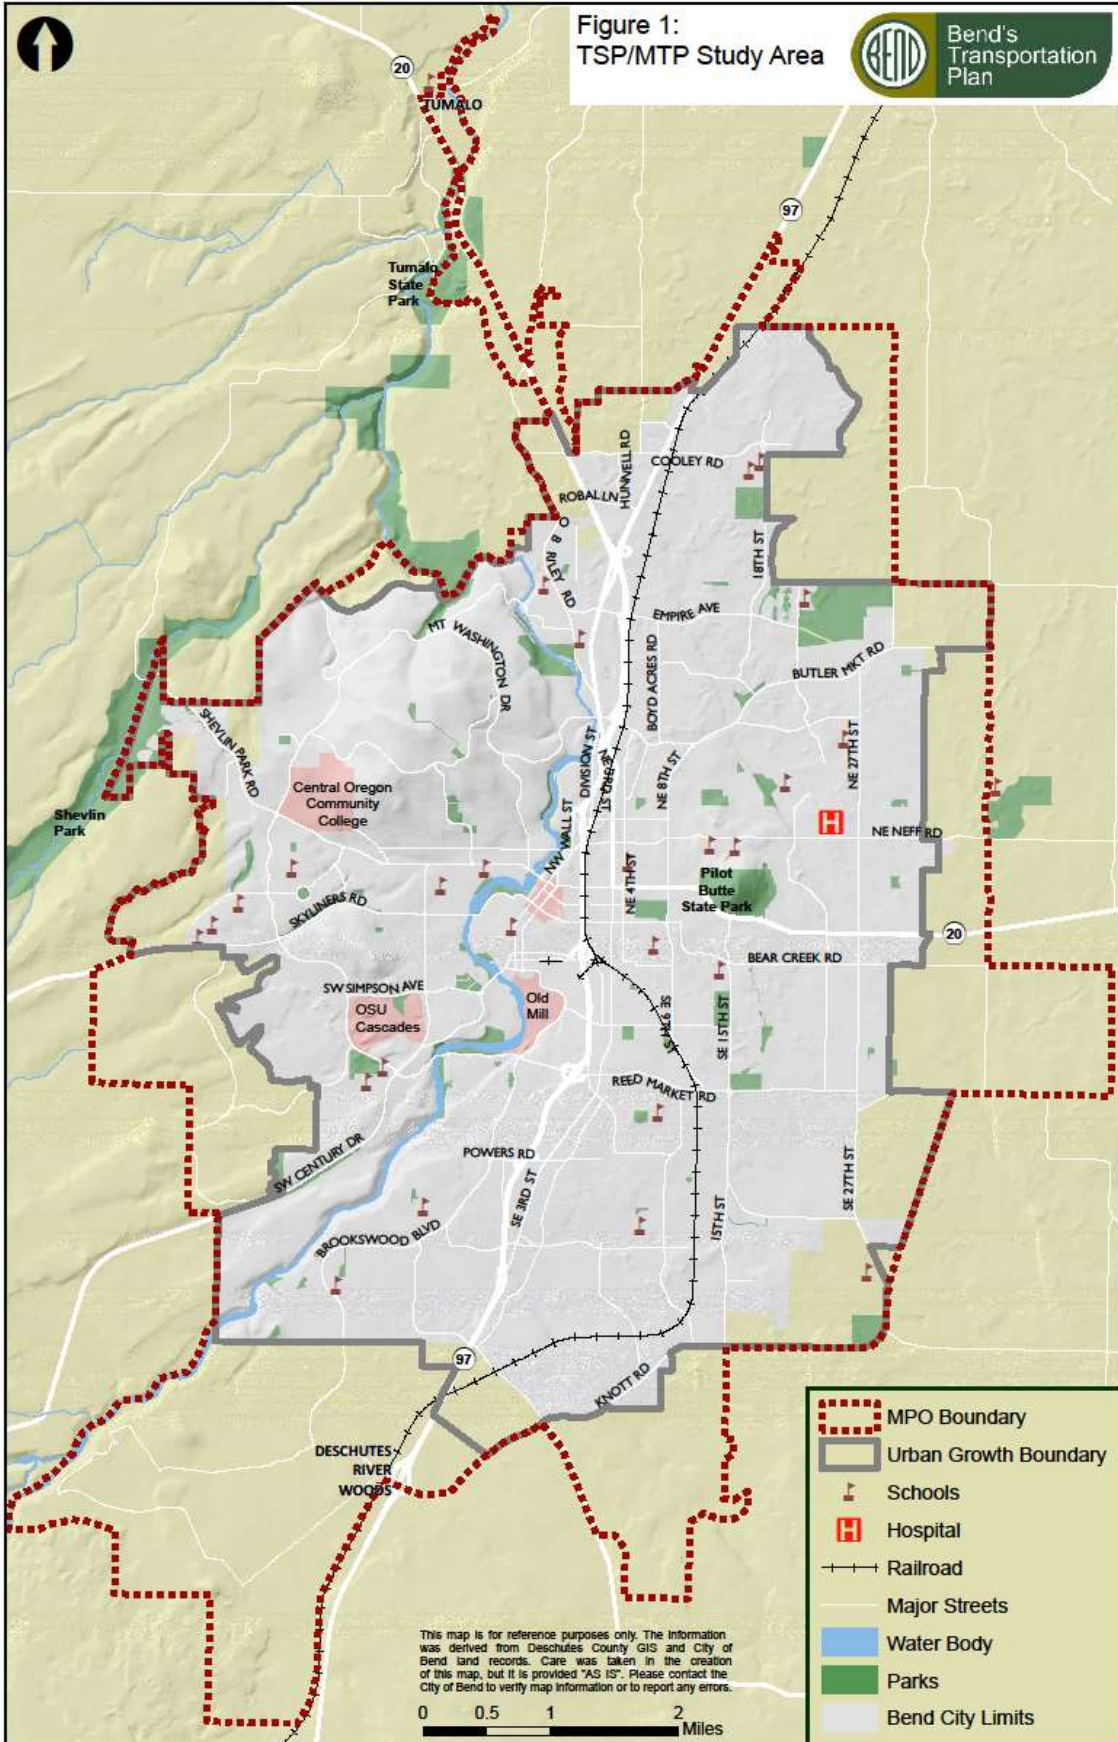 Figure 1:
TSP/MTP Study Area
BEND
Bend's
Transportation
Plan
20
TUMALO
97
Tumalo
State
Park
HUNNELL RD
COOLEY RD
ROBAL LN
O B RILEY RD
18TH ST
EMPIRE AVE
MT WASHINGTON DR
BOYD ACRES RD
BUTLER MKT RD
SHEVLIN PARK RD
DIVISION ST
NE 3RD ST
NE 8TH ST
NE 27TH ST
Central Oregon
Community
College
Shevlin
Park
NW WALL ST
H
NE NEFF RD
NE 4TH ST
Pilot
Butte
State Park
SKYLINERS RD
20
BEAR CREEK RD
SW SIMPSON AVE
OSU
Cascades
Old
Mill
SE 9TH ST
SE 15TH ST
REED MARKET RD
SW CENTURY DR
POWERS RD
SE 3RD ST
SE 27TH ST
15TH ST
BROOKSWOOD BLVD
97
KNOTT RD
DESCHUTES
RIVER
WOODS
MPO Boundary
Urban Growth Boundary
Schools
H Hospital
Railroad
Major Streets
Water Body
Parks
Bend City Limits
This map is for reference purposes only. The information
was derived from Deschutes County GIS and City of
Bend land records. Care was taken in the creation
of this map, but it is provided "AS IS". Please contact the
City of Bend to verify map information or to report any errors.
0 0.5 1 2
Miles